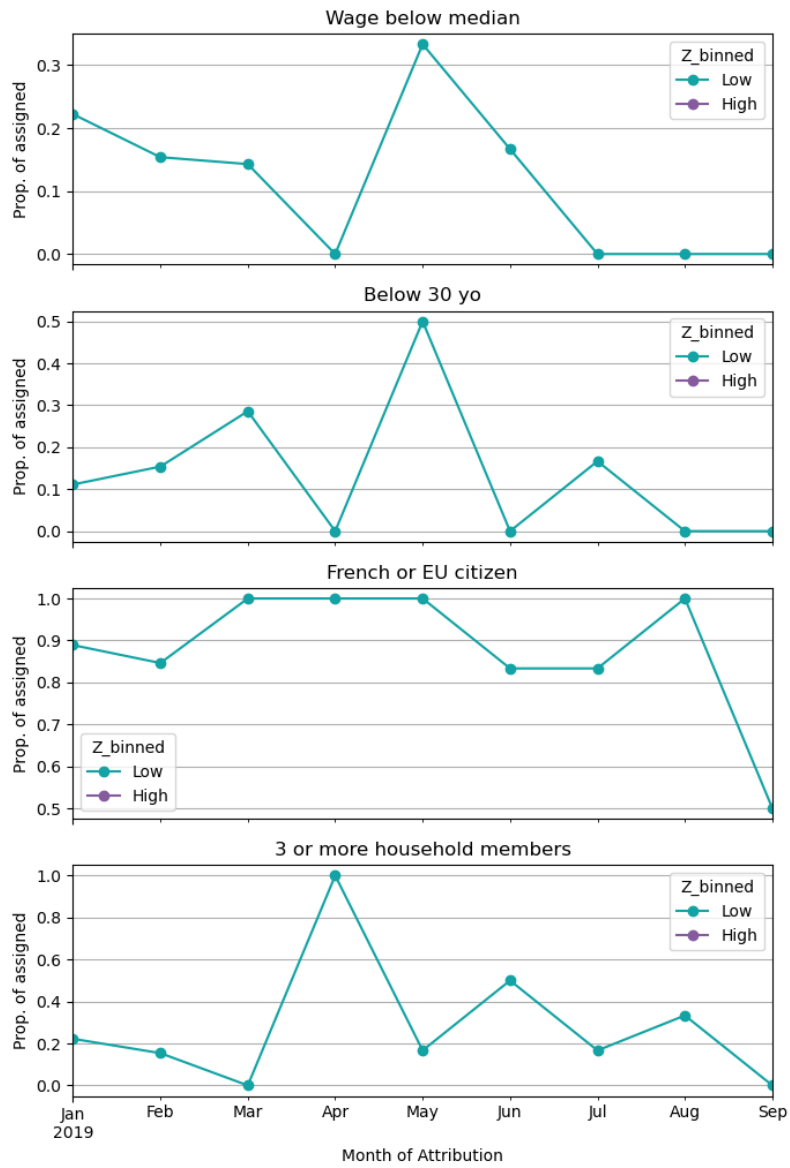 Wage below median
Prop. of assigned
0.3
0.2
0.1
0.0
Z_binned
Low
High
Below 30 yo
Prop. of assigned
0.5
0.4
0.3
0.2
0.1
0.0
Z_binned
Low
High
French or EU citizen
Prop. of assigned
1.0
0.9
0.8
0.7
0.6
0.5
Z_binned
Low
High
3 or more household members
Prop. of assigned
1.0
0.8
0.6
0.4
0.2
0.0
Z_binned
Low
High
Jan Feb Mar Apr May Jun Jul Aug Sep
2019
Month of Attribution